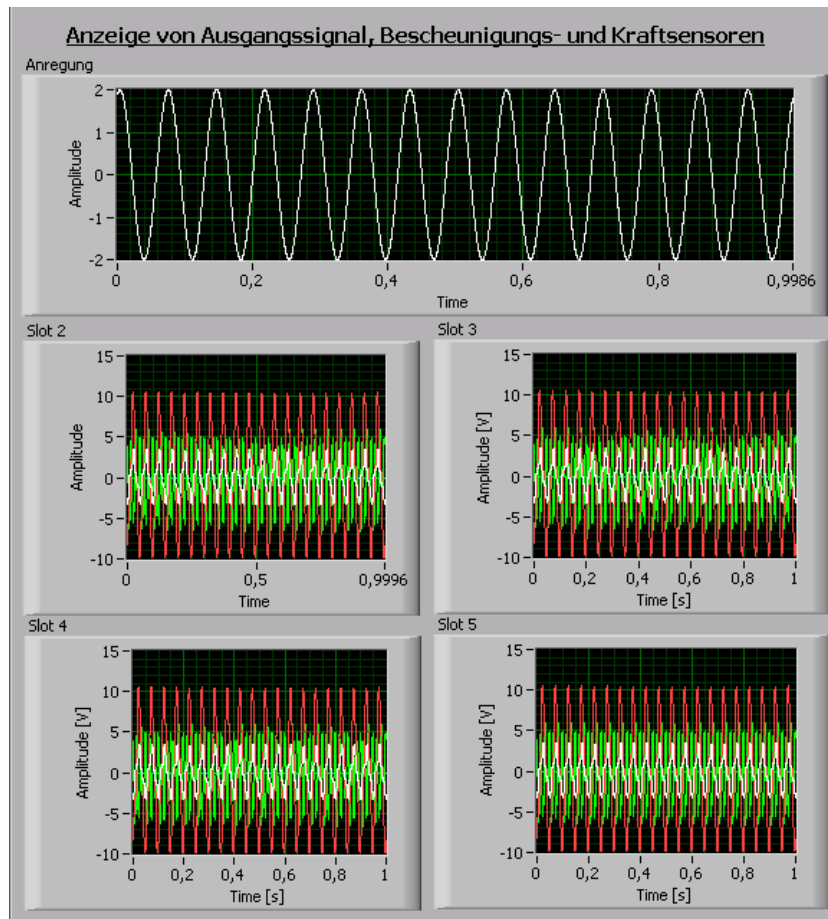 Anzeige von Ausgangssignal, Bescheunigungs- und Kraftsensoren
Anregung
Amplitude
2
1
0
-1
-2
0 0,2 0,4 0,6 0,8 0,9986
Time
Slot 2
Amplitude
15
10
5
0
-5
-10
0 0,5 0,9996
Time
Slot 3
Amplitude [V]
15
10
5
0
-5
-10
0 0,2 0,4 0,6 0,8 1
Time [s]
Slot 4
Amplitude [V]
15
10
5
0
-5
-10
0 0,2 0,4 0,6 0,8 1
Time [s]
Slot 5
Amplitude [V]
15
10
5
0
-5
-10
0 0,2 0,4 0,6 0,8 1
Time [s]